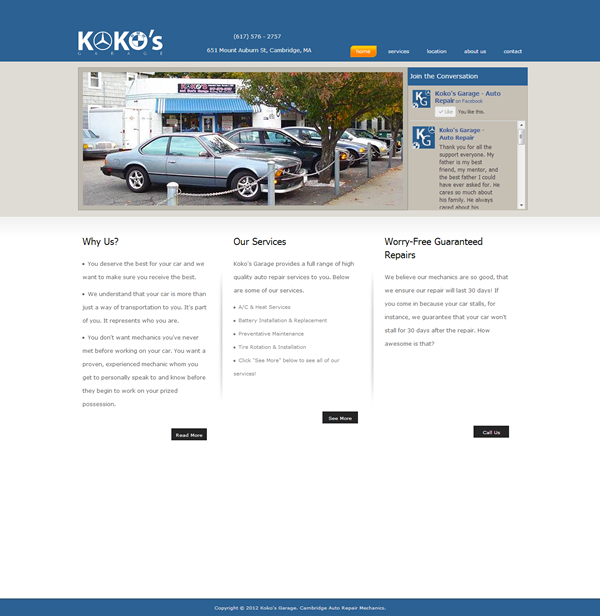 KOKO's
GARAGE
(617) 576 - 2757
651 Mount Auburn St, Cambridge, MA
home
services
location
about us
contact
Join the Conversation
Koko's Garage - Auto
Repair on Facebook
Like
You like this.
Koko's Garage -
Auto Repair
Thank you for all the
support everyone. My
father is my best
friend, my mentor, and
the best father I could
have ever asked for. He
cares so much about
his family. He always
cared about his
KG
KG
Why Us?
You deserve the best for your car and we
want to make sure you receive the best.
We understand that your car is more than
just a way of transportation to you. It's part
of you. It represents who you are.
You don't want mechanics you've never
met before working on your car. You want a
proven, experienced mechanic whom you
get to personally speak to and know before
they begin to work on your prized
possession.
Read More
Our Services
Koko's Garage provides a full range of high
quality auto repair services to you. Below
are some of our services.
A/C & Heat Services
Battery Installation & Replacement
Preventative Maintenance
Tire Rotation & Installation
Click "See More" below to see all of our
services!
See More
Worry-Free Guaranteed
Repairs
We believe our mechanics are so good, that
we ensure our repair will last 30 days! If
you come in because your car stalls, for
instance, we guarantee that your car won't
stall for 30 days after the repair. How
awesome is that?
Call Us
Copyright © 2012 Koko's Garage. Cambridge Auto Repair Mechanics.